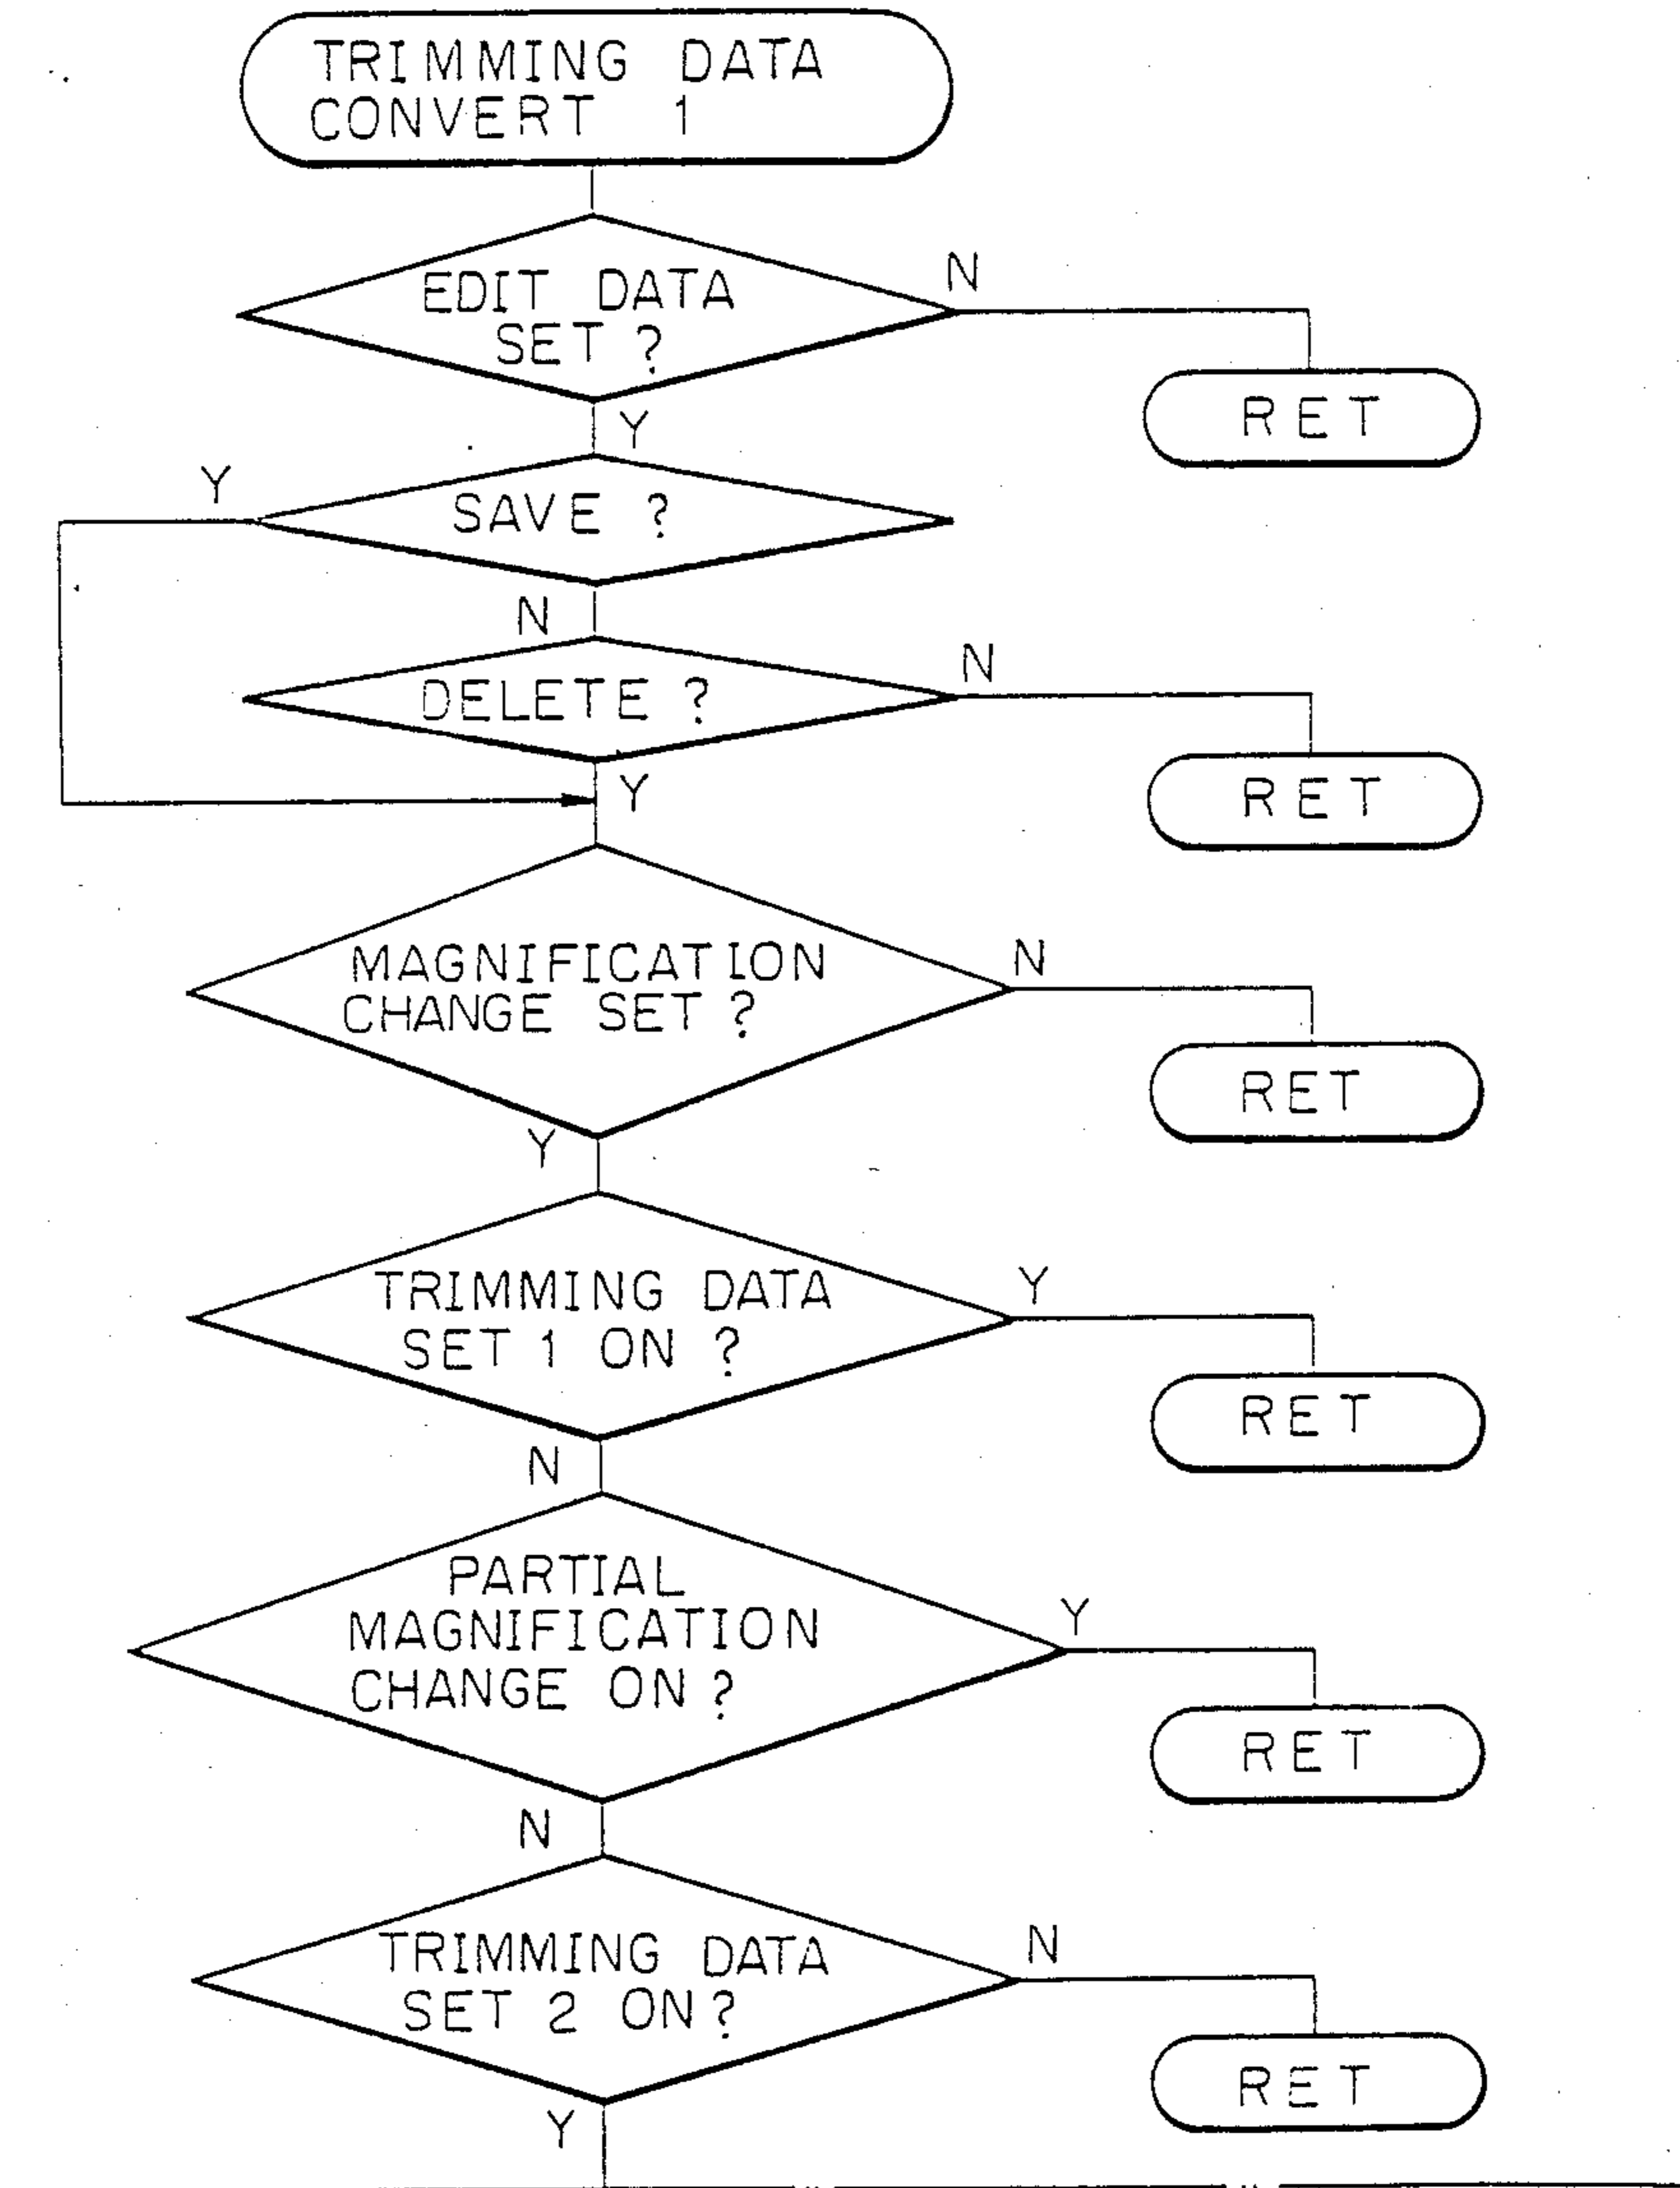 TRIMMING DATA
CONVERT 1
EDIT DATA
SET ?
N
RET
Y
SAVE ?
Y
N
DELETE ?
N
RET
Y
MAGNIFICATION
CHANGE SET ?
N
RET
Y
TRIMMING DATA
SET 1 ON ?
Y
RET
N
PARTIAL
MAGNIFICATION
CHANGE ON ?
Y
RET
N
TRIMMING DATA
SET 2 ON ?
N
RET
Y